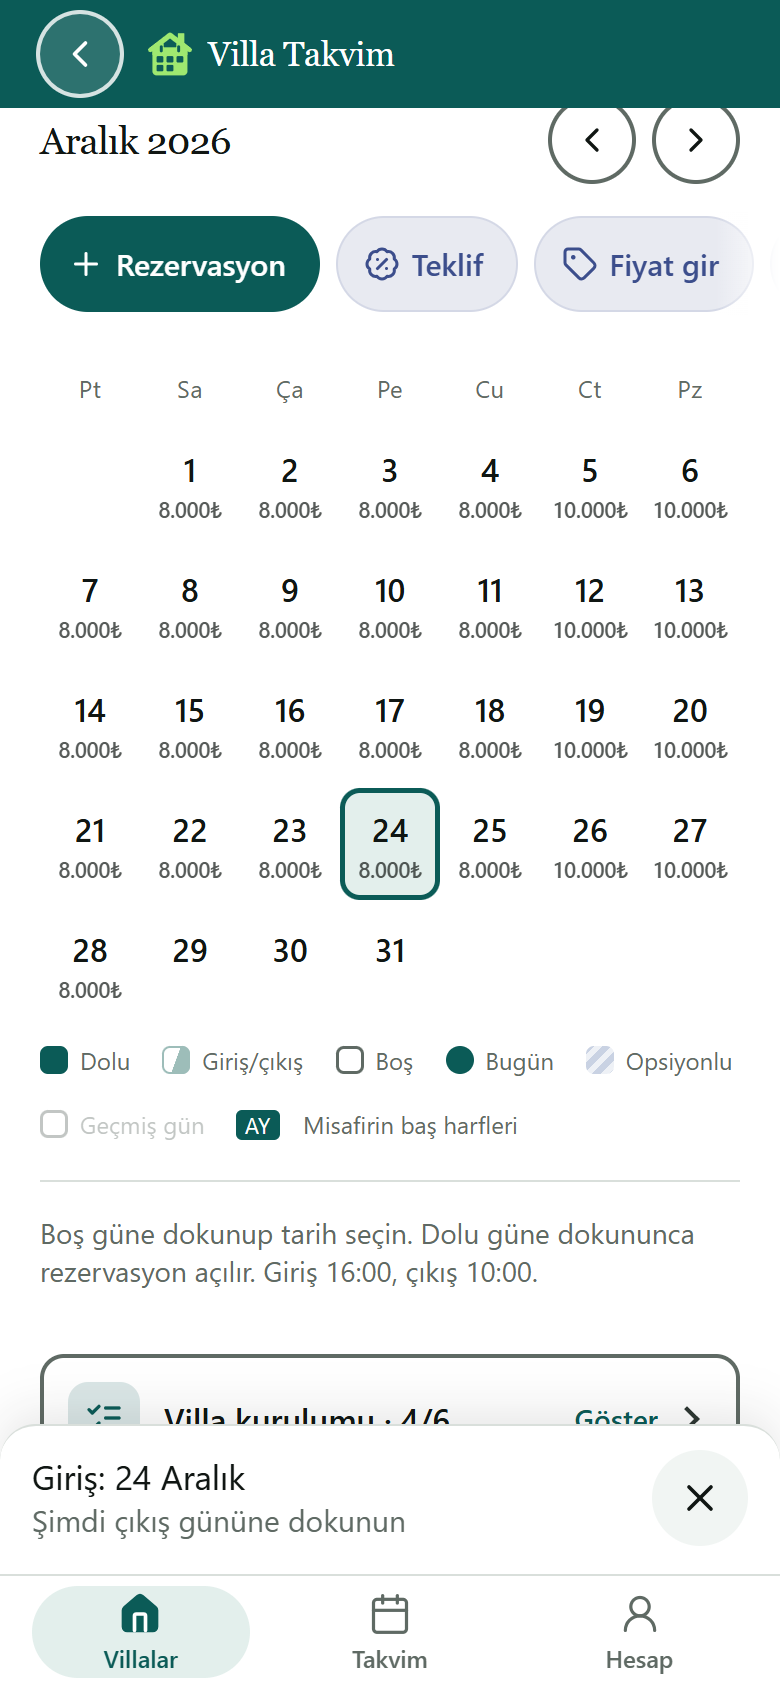 Villa Takvim
Aralık 2026
Rezervasyon
Teklif
Fiyat gir
Pt Sa Ça Pe Cu Ct Pz
1 2 3 4 5 6
8.000₺ 8.000₺ 8.000₺ 8.000₺ 10.000₺ 10.000₺
7 8 9 10 11 12 13
8.000₺ 8.000₺ 8.000₺ 8.000₺ 8.000₺ 10.000₺ 10.000₺
14 15 16 17 18 19 20
8.000₺ 8.000₺ 8.000₺ 8.000₺ 8.000₺ 10.000₺ 10.000₺
21 22 23 24 25 26 27
8.000₺ 8.000₺ 8.000₺ 8.000₺ 8.000₺ 10.000₺ 10.000₺
28 29 30 31
8.000₺
Dolu Giriş/çıkış Boş Bugün Opsiyonlu
Geçmiş gün AY Misafirin baş harfleri
Boş güne dokunup tarih seçin. Dolu güne dokununca
rezervasyon açılır. Giriş 16:00, çıkış 10:00.
Villa kurulumu · 4/6 Göster
Giriş: 24 Aralık
Şimdi çıkış gününe dokunun
Villalar Takvim Hesap